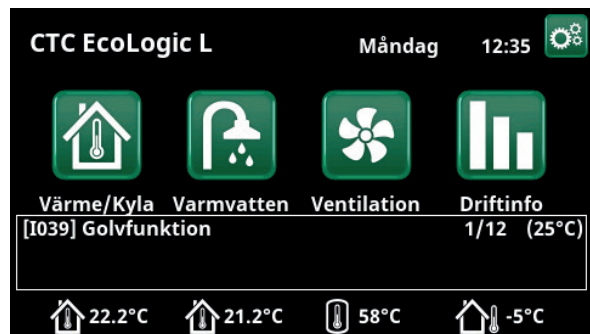 CTC EcoLogic L Måndag 12:35
Värme/Kyla Varmvatten Ventilation Driftinfo
[I039] Golvfunktion 1/12 (25°C)
22.2°C 21.2°C 58°C -5°C